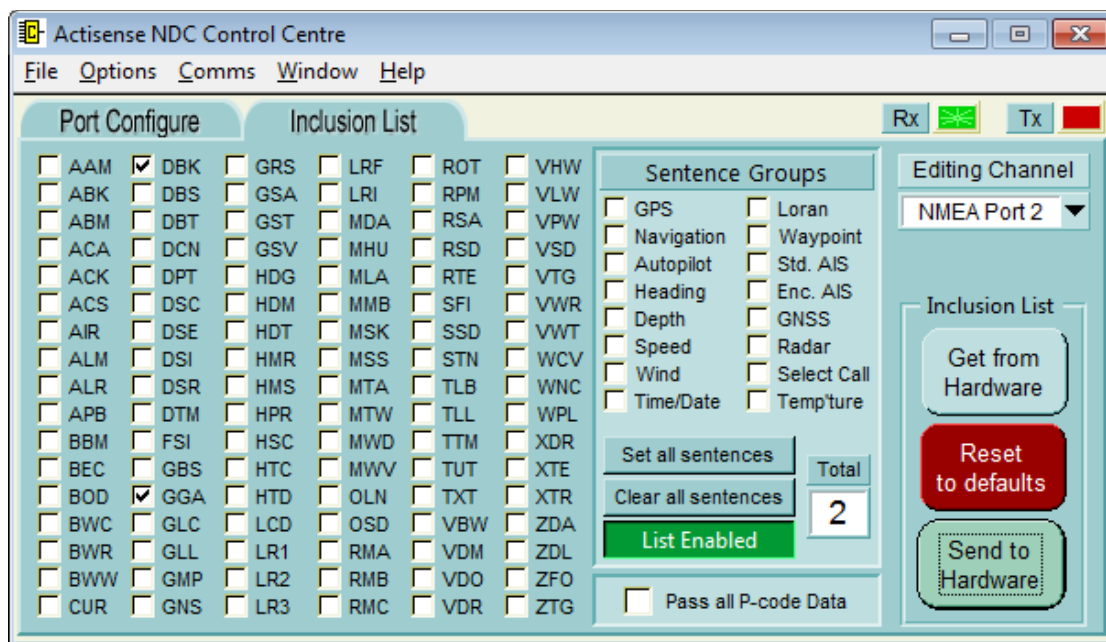 Actisense NDC Control Centre
File Options Comms Window Help
Port Configure Inclusion List Rx Tx
AAM DBK GRS LRF ROT VHW
ABK DBS GSA LRI RPM VLW
ABM DBT GST MDA RSA VPW
ACA DCN GSV MHU RSD VSD
ACK DPT HDG MLA RTE VTG
ACS DSC HDM MMB SFI VWR
AIR DSE HDT MSK SSD VWT
ALM DSI HMR MSS STN WCV
ALR DSR HMS MTA TLB WNC
APB DTM HPR MTW TLL WPL
BBM FSI HSC MWD TTM XDR
BEC GBS HTC MWV TUT XTE
BOD GGA HTD OLN TXT XTR
BWC GLC LCD OSD VBW ZDA
BWR GLL LR1 RMA VDM ZDL
BWW GMP LR2 RMB VDO ZFO
CUR GNS LR3 RMC VDR ZTG
Sentence Groups
GPS Loran
Navigation Waypoint
Autopilot Std. AIS
Heading Enc. AIS
Depth GNSS
Speed Radar
Wind Select Call
Time/Date Temp'ture
Set all sentences
Clear all sentences
List Enabled
Total
2
Pass all P-code Data
Editing Channel
NMEA Port 2
Inclusion List
Get from
Hardware
Reset
to defaults
Send to
Hardware